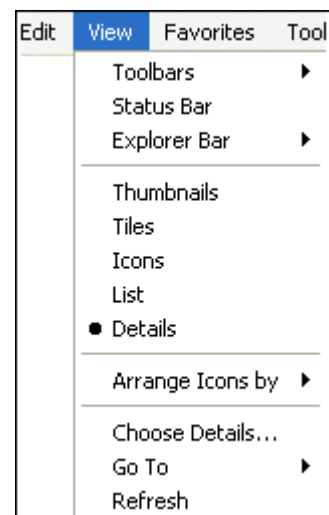 Edit View Favorites Tool
Toolbars
Status Bar
Explorer Bar
Thumbnails
Tiles
Icons
List
Details
Arrange Icons by
Choose Details...
Go To
Refresh